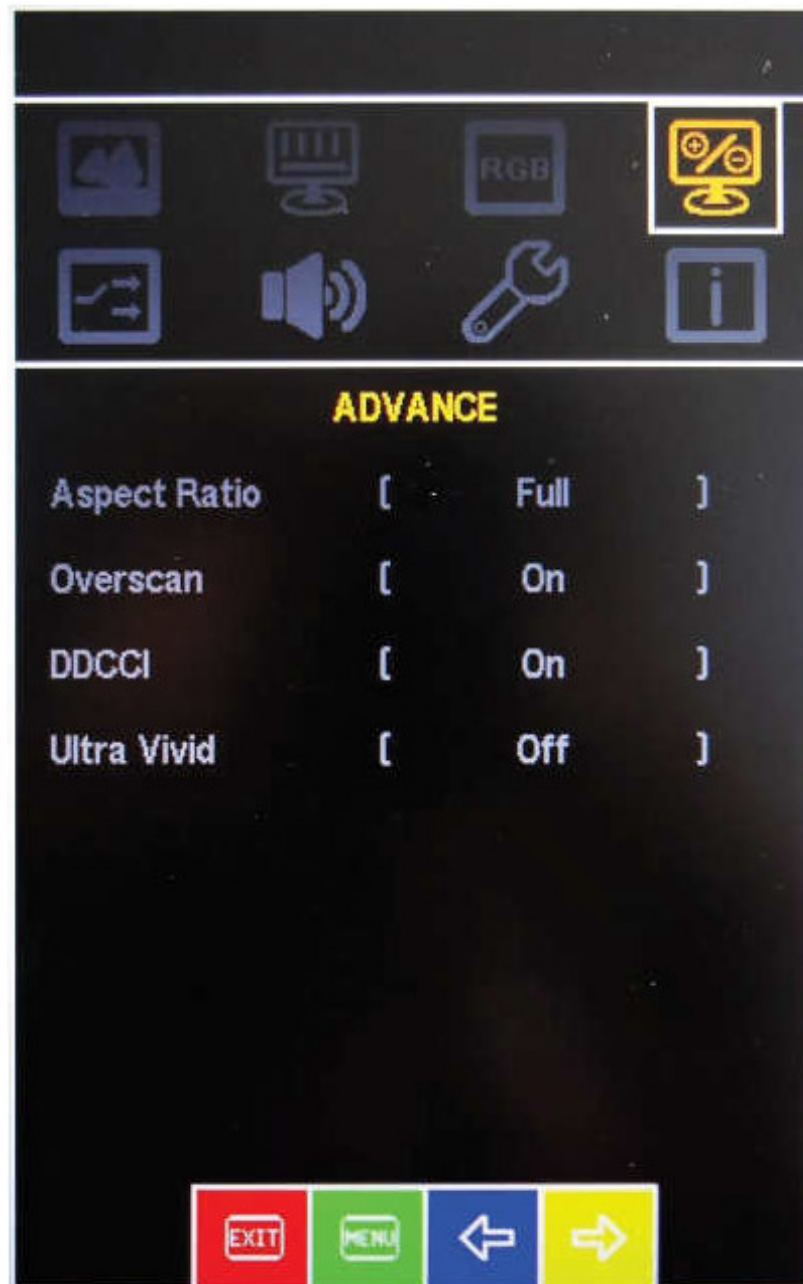 RGB
i
ADVANCE
Aspect Ratio [ Full ]
Overscan [ On ]
DDCCI [ On ]
Ultra Vivid [ Off ]
EXIT MENU